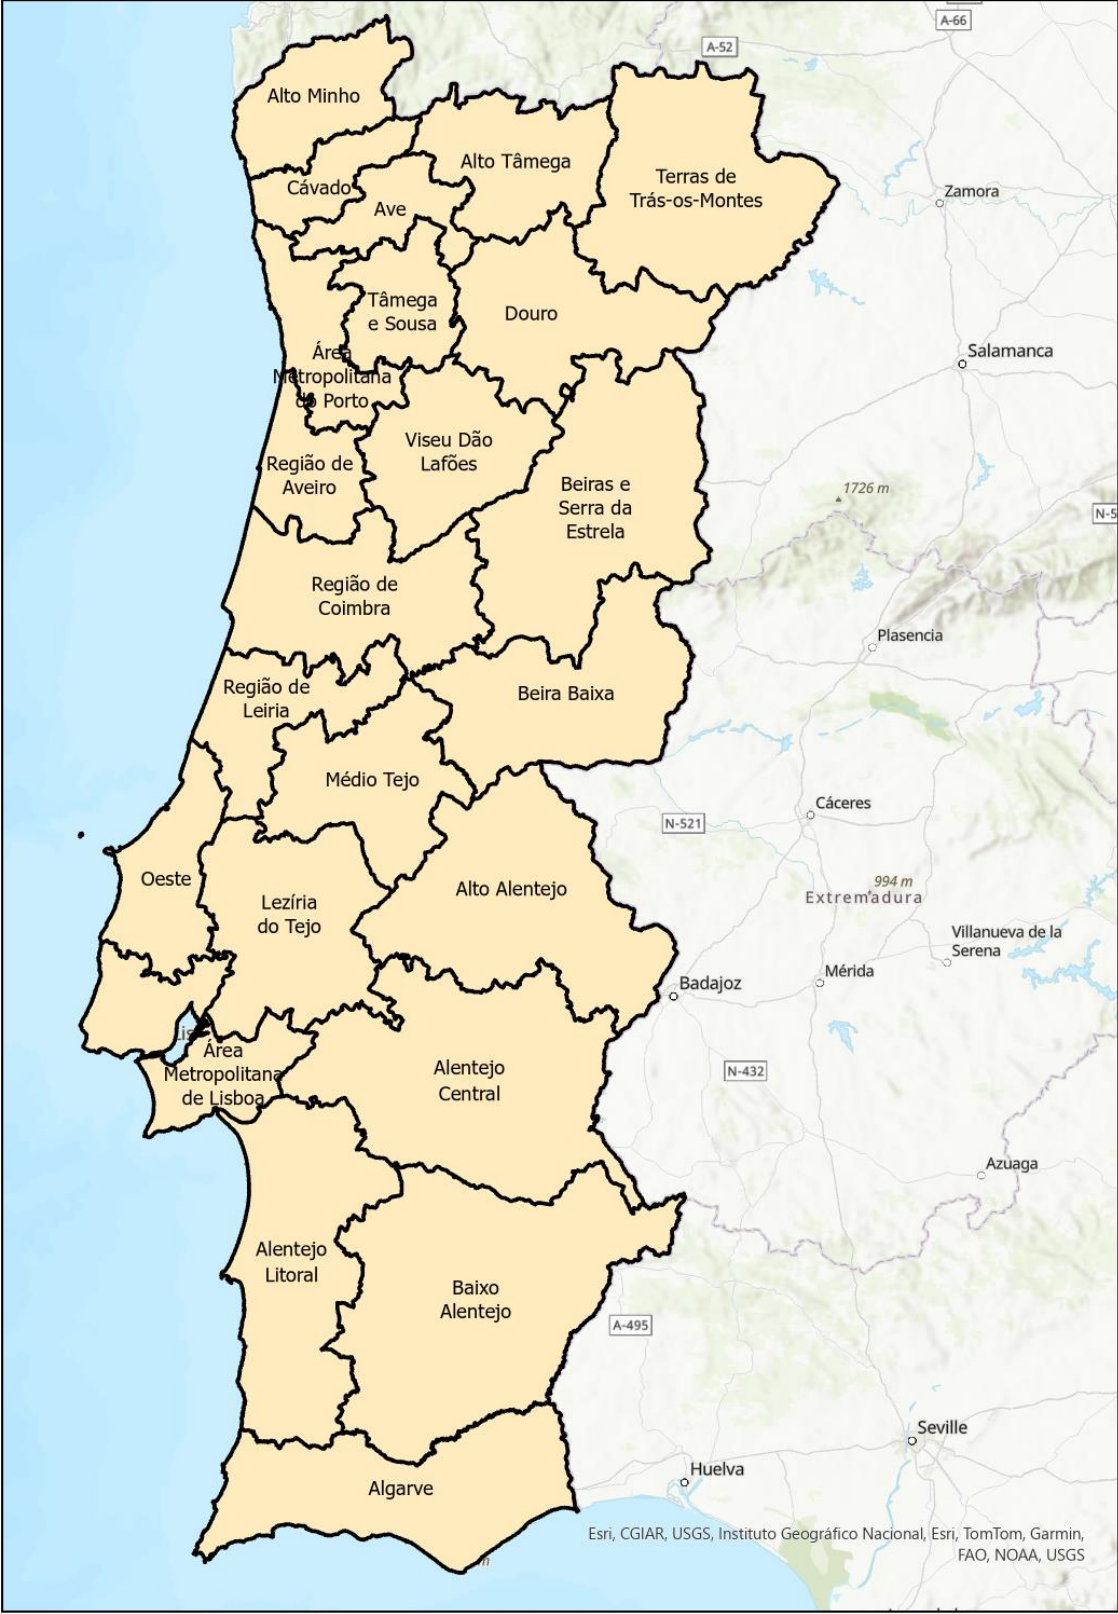 A-66
A-52
Alto Minho
Alto Tâmega
Terras de
Trás-os-Montes
Cávado
Ave
Zamora
Tâmega
e Sousa
Douro
Salamanca
Área
Metropolitana
do Porto
Viseu Dão
Lafões
Região de
Aveiro
Beiras e
Serra da
Estrela
1726 m
N-5
Região de
Coimbra
Plasencia
Região de
Leiria
Beira Baixa
Médio Tejo
Cáceres
N-521
Oeste
Lezíria
do Tejo
Alto Alentejo
994 m
Extremadura
Villanueva de la
Serena
Mérida
Badajoz
Lis
Área
Metropolitana
de Lisboa
Alentejo
Central
N-432
Azuaga
Alentejo
Litoral
Baixo
Alentejo
A-495
Seville
Huelva
Algarve
Esri, CGIAR, USGS, Instituto Geográfico Nacional, Esri, TomTom, Garmin,
FAO, NOAA, USGS
m